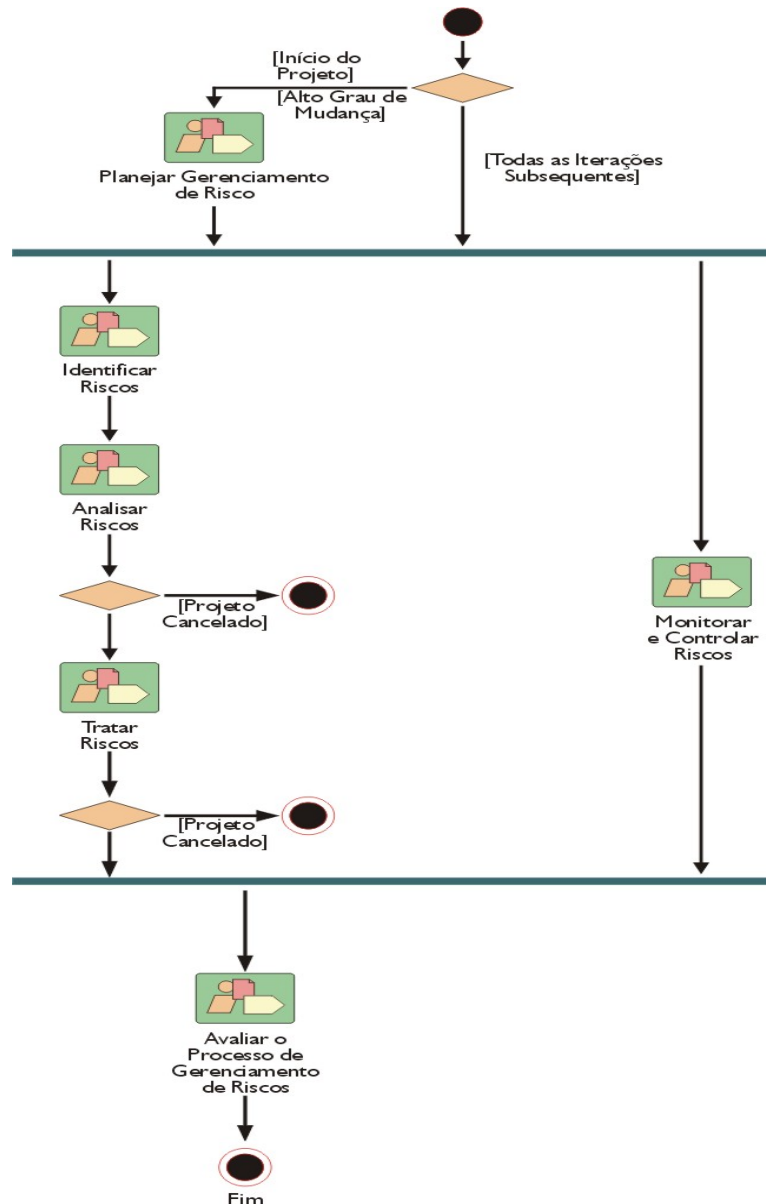 [Início do
Projeto]
[Alto Grau de
Mudança]
Planejar Gerenciamento
de Risco
[Todas as Iterações
Subsequentes]
Identificar
Riscos
Analisar
Riscos
[Projeto
Cancelado]
Monitorar
e Controlar
Riscos
Tratar
Riscos
[Projeto
Cancelado]
Avaliar o
Processo de
Gerenciamento
de Riscos
Fim